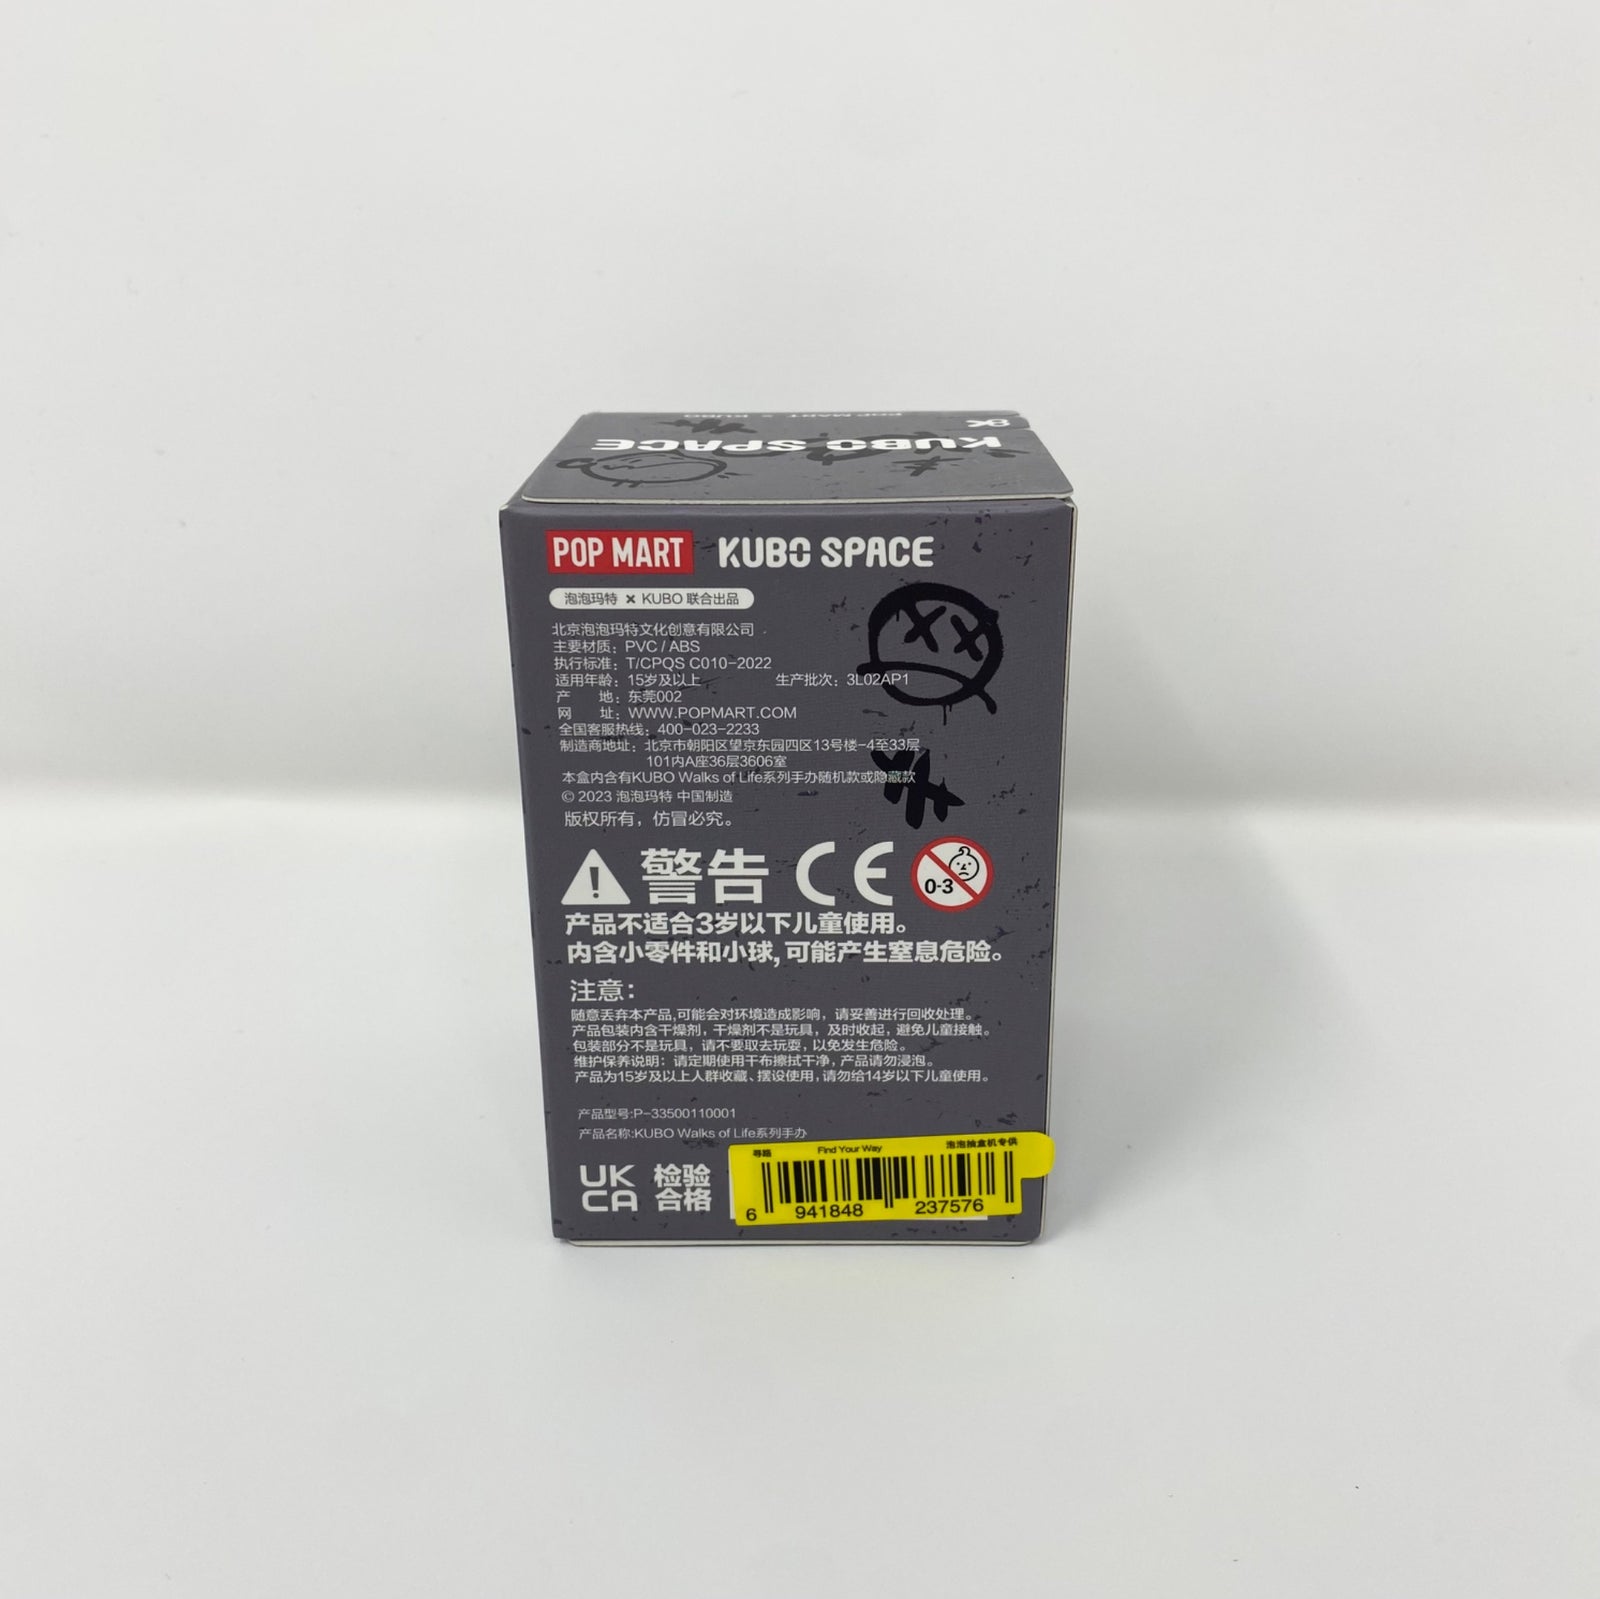 POP MART × KUBO
KUBO SPACE
POP MART KUBO SPACE
泡泡玛特 × KUBO 联合出品
北京泡泡玛特文化创意有限公司
主要材质：PVC / ABS
执行标准：T/CPQS C010-2022
适用年龄：15岁及以上 生产批次：3L02AP1
产 地：东莞002
网 址：WWW.POPMART.COM
全国客服热线：400-023-2233
制造商地址：北京市朝阳区望京东园四区13号楼-4至33层
101内A座36层3606室
本盒内含有KUBO Walks of Life系列手办随机款或隐藏款
© 2023 泡泡玛特 中国制造
版权所有，仿冒必究。
警告 CE 0-3
产品不适合3岁以下儿童使用。
内含小零件和小球,可能产生窒息危险。
注意：
随意丢弃本产品,可能会对环境造成影响，请妥善进行回收处理。
产品包装内含干燥剂，干燥剂不是玩具，及时收起，避免儿童接触。
包装部分不是玩具，请不要取去玩耍，以免发生危险。
维护保养说明：请定期使用干布擦拭干净，产品请勿浸泡。
产品为15岁及以上人群收藏、摆设使用，请勿给14岁以下儿童使用。
产品型号:P-33500110001
产品名称:KUBO Walks of Life系列手办
UK
CA
检验
合格
寻路 Find Your Way 泡泡抽盒机专供
6 941848 237576